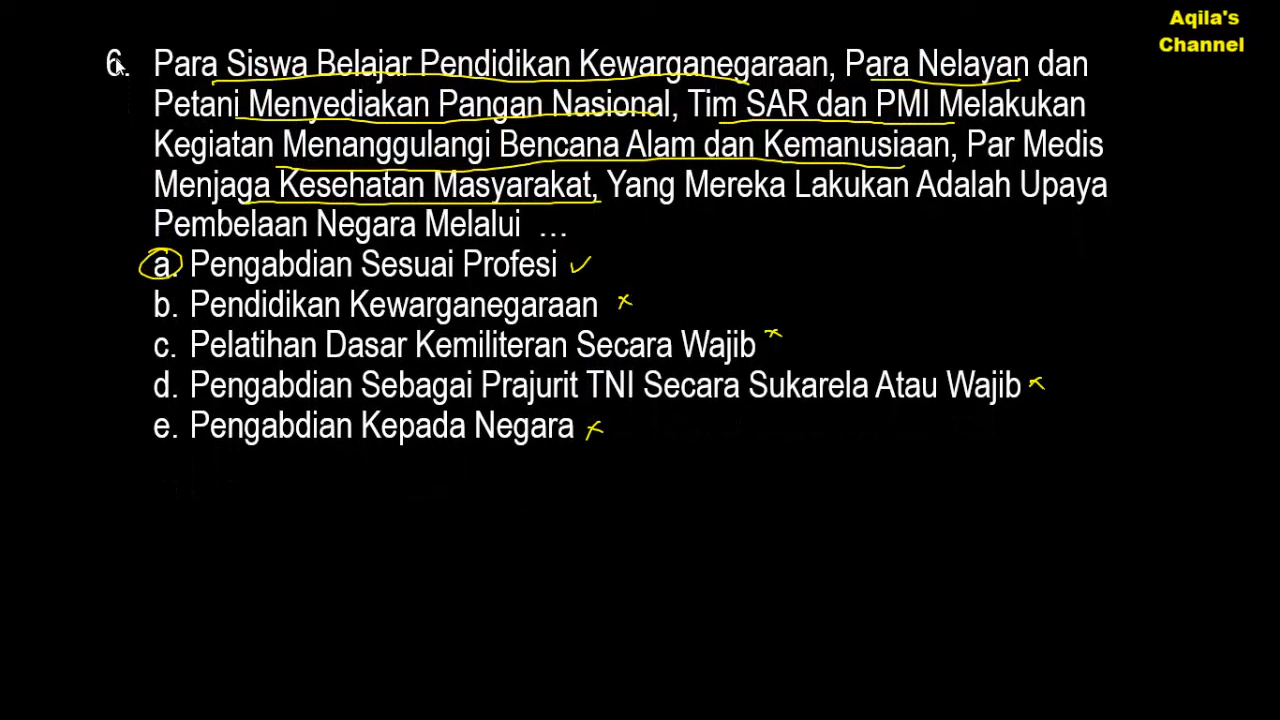 Aqila's
Channel
6. Para Siswa Belajar Pendidikan Kewarganegaraan, Para Nelayan dan
Petani Menyediakan Pangan Nasional, Tim SAR dan PMI Melakukan
Kegiatan Menanggulangi Bencana Alam dan Kemanusiaan, Par Medis
Menjaga Kesehatan Masyarakat, Yang Mereka Lakukan Adalah Upaya
Pembelaan Negara Melalui ...
a. Pengabdian Sesuai Profesi
b. Pendidikan Kewarganegaraan
c. Pelatihan Dasar Kemiliteran Secara Wajib
d. Pengabdian Sebagai Prajurit TNI Secara Sukarela Atau Wajib
e. Pengabdian Kepada Negara